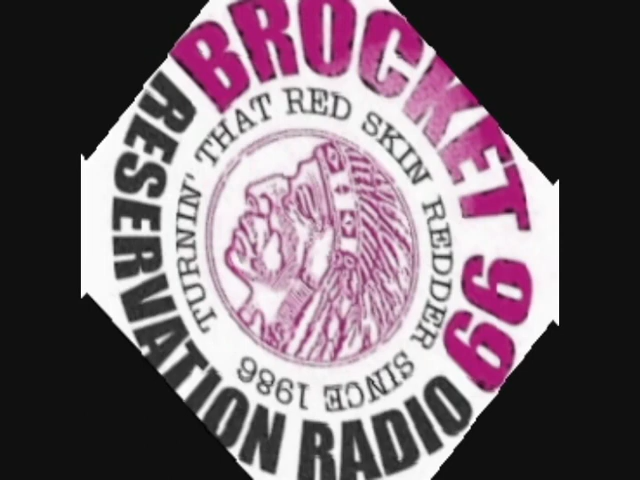 BROCKET 99
RESERVATION RADIO
TURNIN' THAT RED SKIN REDDER SINCE 1986